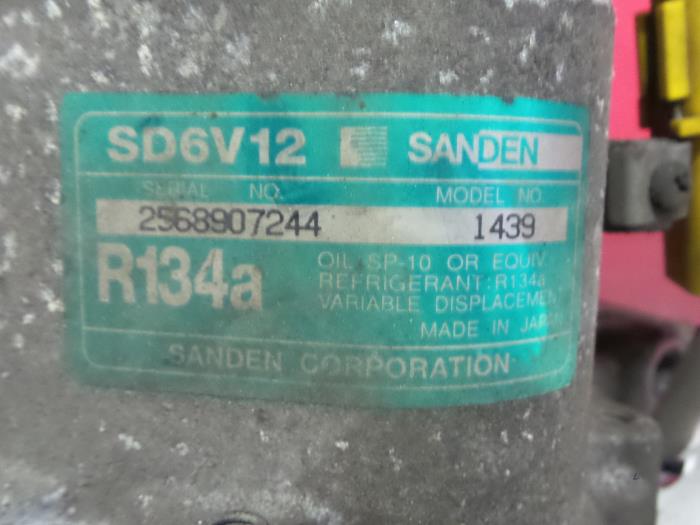 SD6V12 SANDEN
SERIAL NO. MODEL NO.
2568907244 1439
R134a
OIL SP-10 OR EQUIV.
REFRIGERANT: R134a
VARIABLE DISPLACEMEN
MADE IN JAP
SANDEN CORPORATION